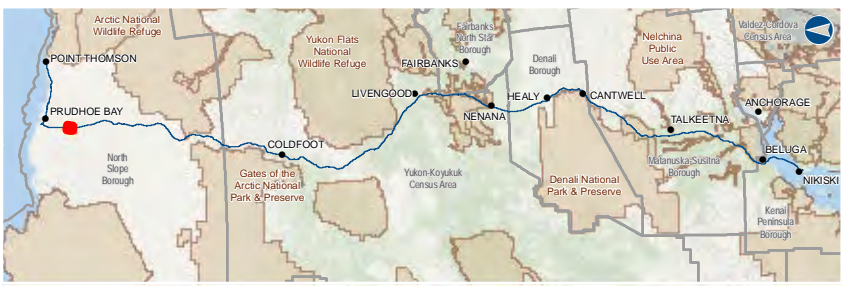 Arctic National
Wildlife Refuge
POINT THOMSON
PRUDHOE BAY
North
Slope
Borough
COLDFOOT
Gates of the
Arctic National
Park & Preserve
Yukon Flats
National
Wildlife Refuge
LIVENGOOD
FAIRBANKS
Fairbanks
North Star
Borough
Yukon-Koyukuk
Census Area
NENANA
HEALY
Denali
Borough
CANTWELL
Denali National
Park & Preserve
Nelchina
Public
Use Area
TALKEETNA
Matanuska-Susitna
Borough
Valdez-Cordova
Census Area
ANCHORAGE
BELUGA
NIKISKI
Kenai
Peninsula
Borough